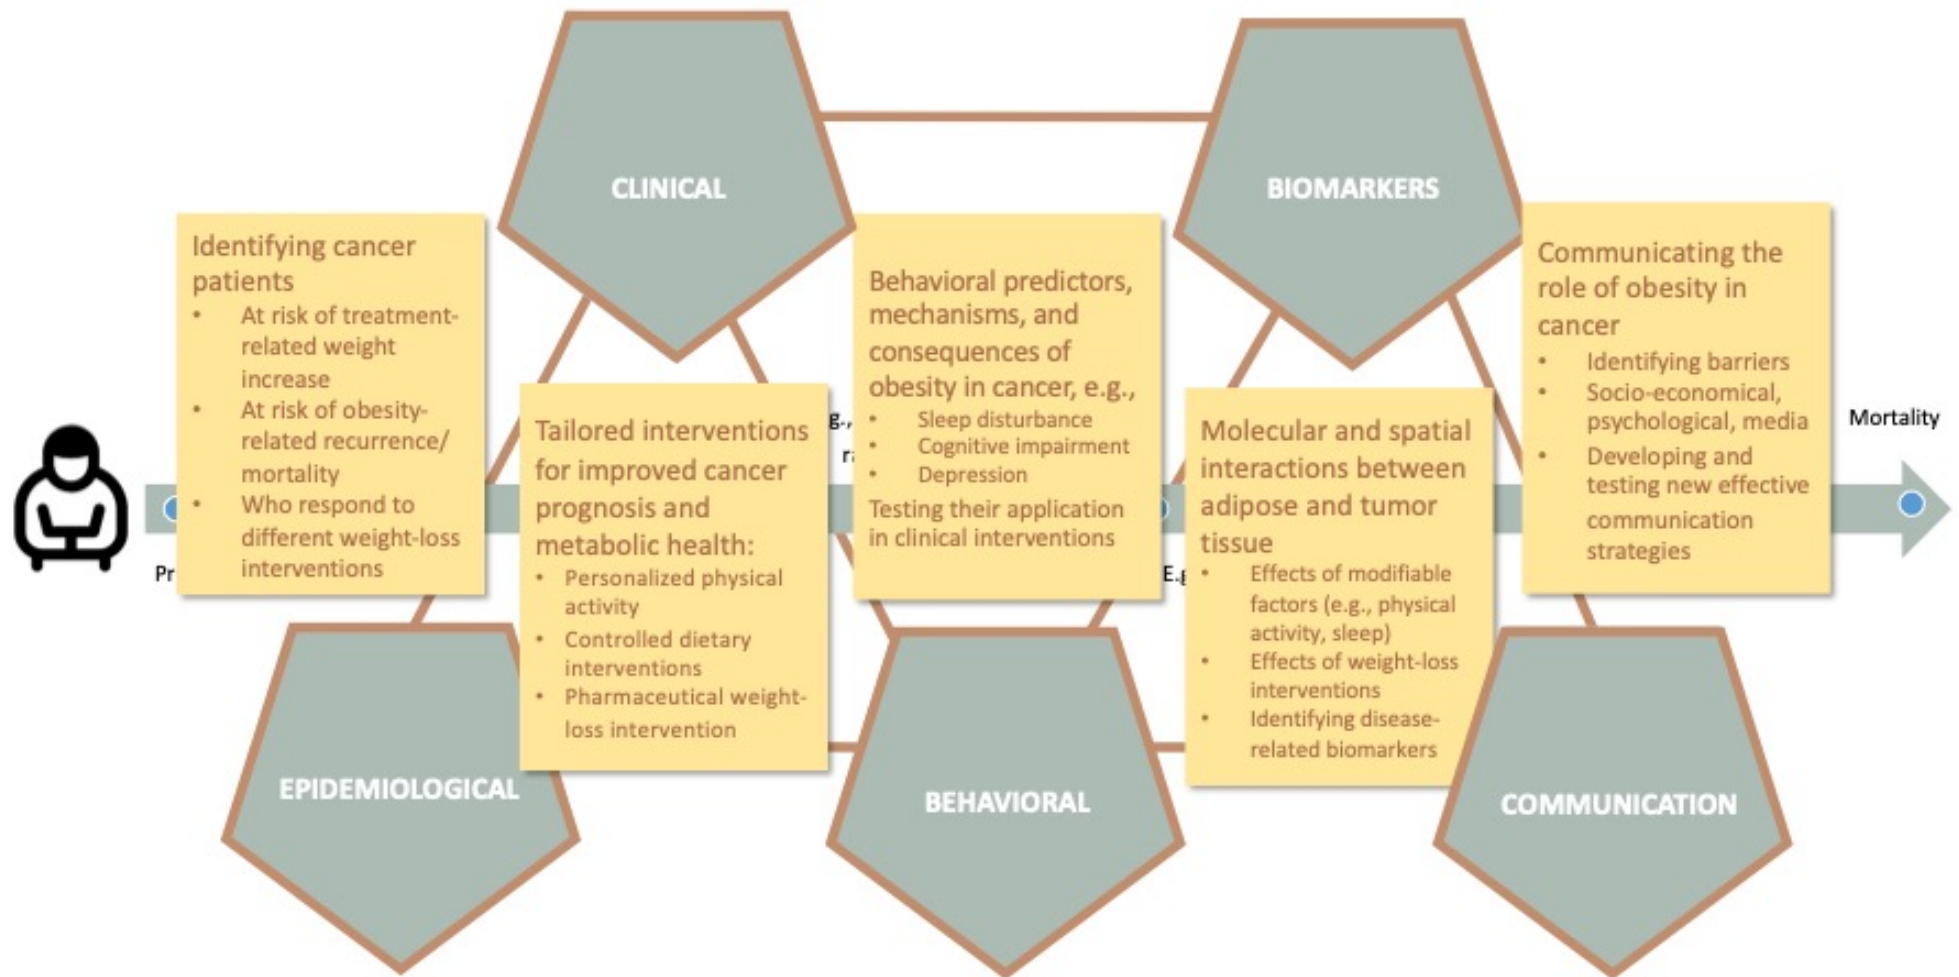 CLINICAL
BIOMARKERS
Identifying cancer
patients
• At risk of treatment-
related weight
increase
• At risk of obesity-
related recurrence/
mortality
• Who respond to
different weight-loss
interventions
Tailored interventions
for improved cancer
prognosis and
metabolic health:
• Personalized physical
activity
• Controlled dietary
interventions
• Pharmaceutical weight-
loss intervention
Behavioral predictors,
mechanisms, and
consequences of
obesity in cancer, e.g.,
• Sleep disturbance
• Cognitive impairment
• Depression
Testing their application
in clinical interventions
Molecular and spatial
interactions between
adipose and tumor
tissue
• Effects of modifiable
factors (e.g., physical
activity, sleep)
• Effects of weight-loss
interventions
• Identifying disease-
related biomarkers
Communicating the
role of obesity in
cancer
• Identifying barriers
• Socio-economical,
psychological, media
• Developing and
testing new effective
communication
strategies
Mortality
EPIDEMIOLOGICAL
BEHAVIORAL
COMMUNICATION